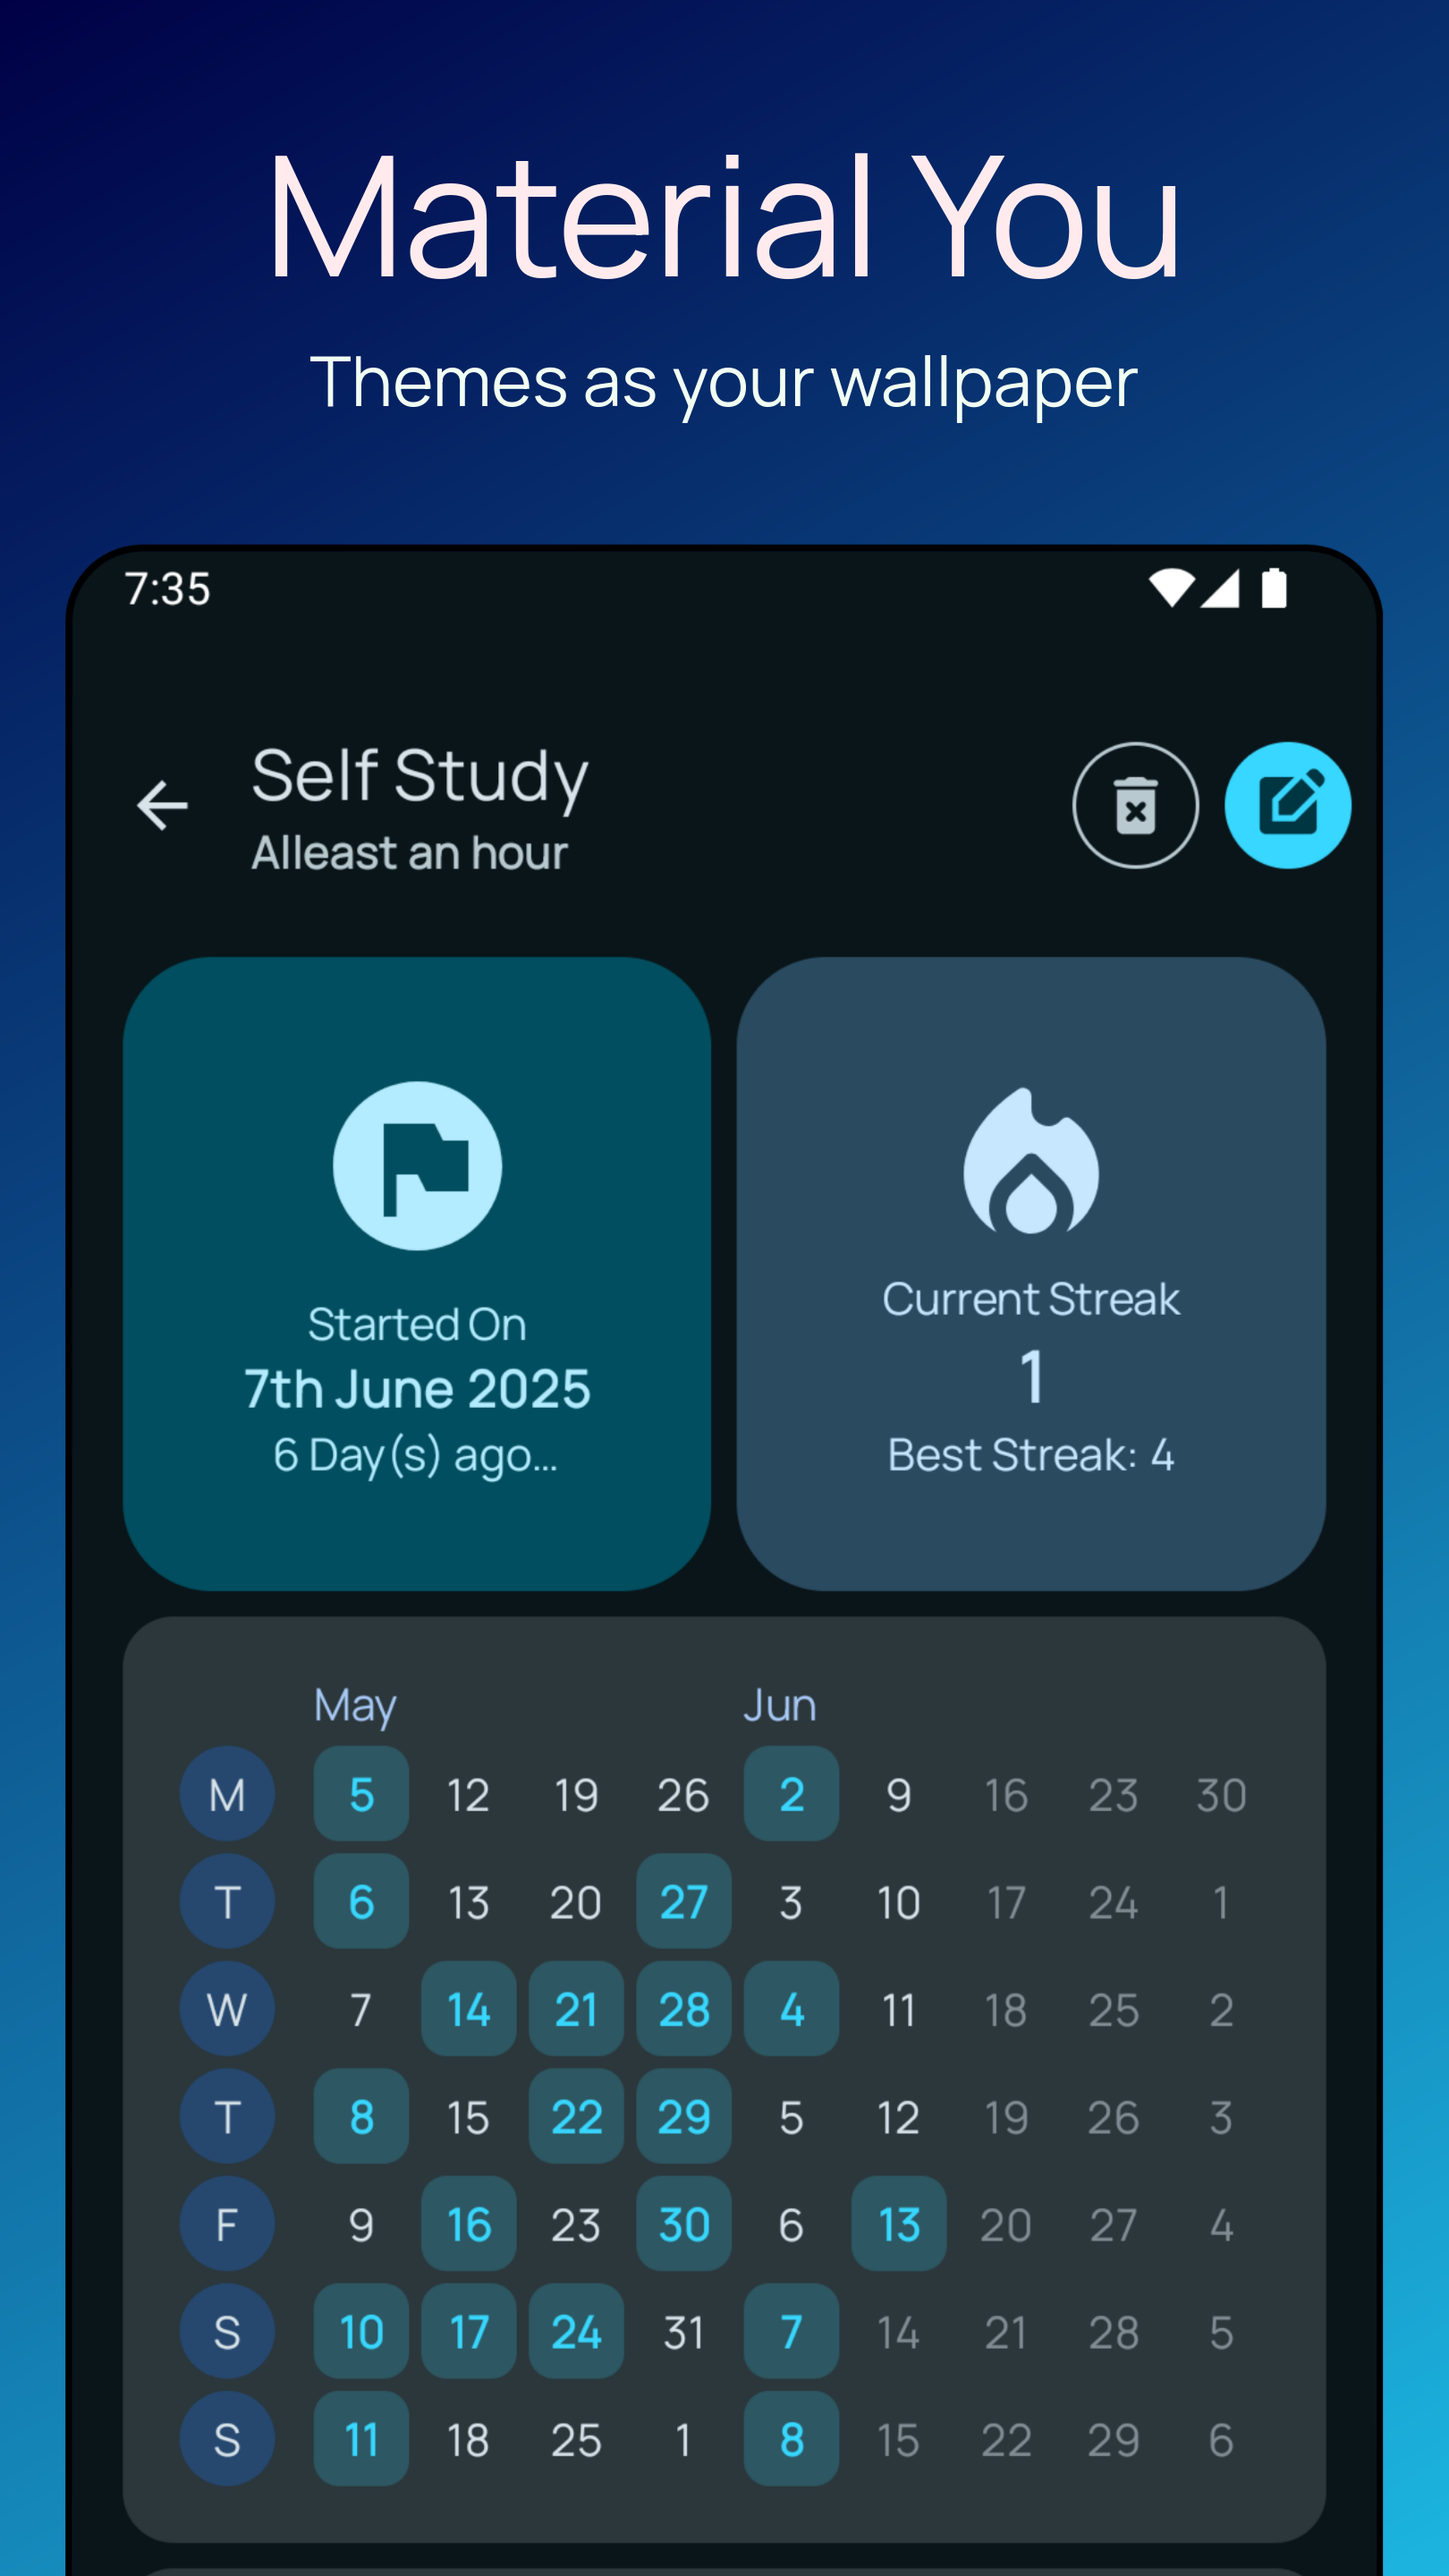 Material You
Themes as your wallpaper
7:35
Self Study
Alleast an hour
Started On
7th June 2025
6 Day(s) ago...
Current Streak
1
Best Streak: 4
May Jun
M 5 12 19 26 2 9 16 23 30
T 6 13 20 27 3 10 17 24 1
W 7 14 21 28 4 11 18 25 2
T 8 15 22 29 5 12 19 26 3
F 9 16 23 30 6 13 20 27 4
S 10 17 24 31 7 14 21 28 5
S 11 18 25 1 8 15 22 29 6